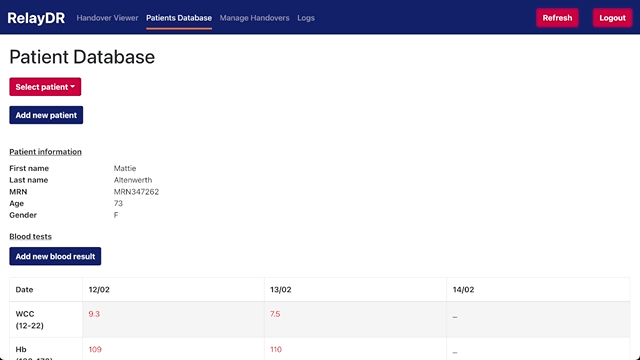 RelayDR Handover Viewer Patients Database Manage Handovers Logs Refresh Logout
Patient Database
Select patient
Add new patient
Patient information
First name Mattie
Last name Altenwerth
MRN MRN347262
Age 73
Gender F
Blood tests
Add new blood result
Date 12/02 13/02 14/02
WCC 9.3 7.5 _
(12-22)
Hb 109 110 _